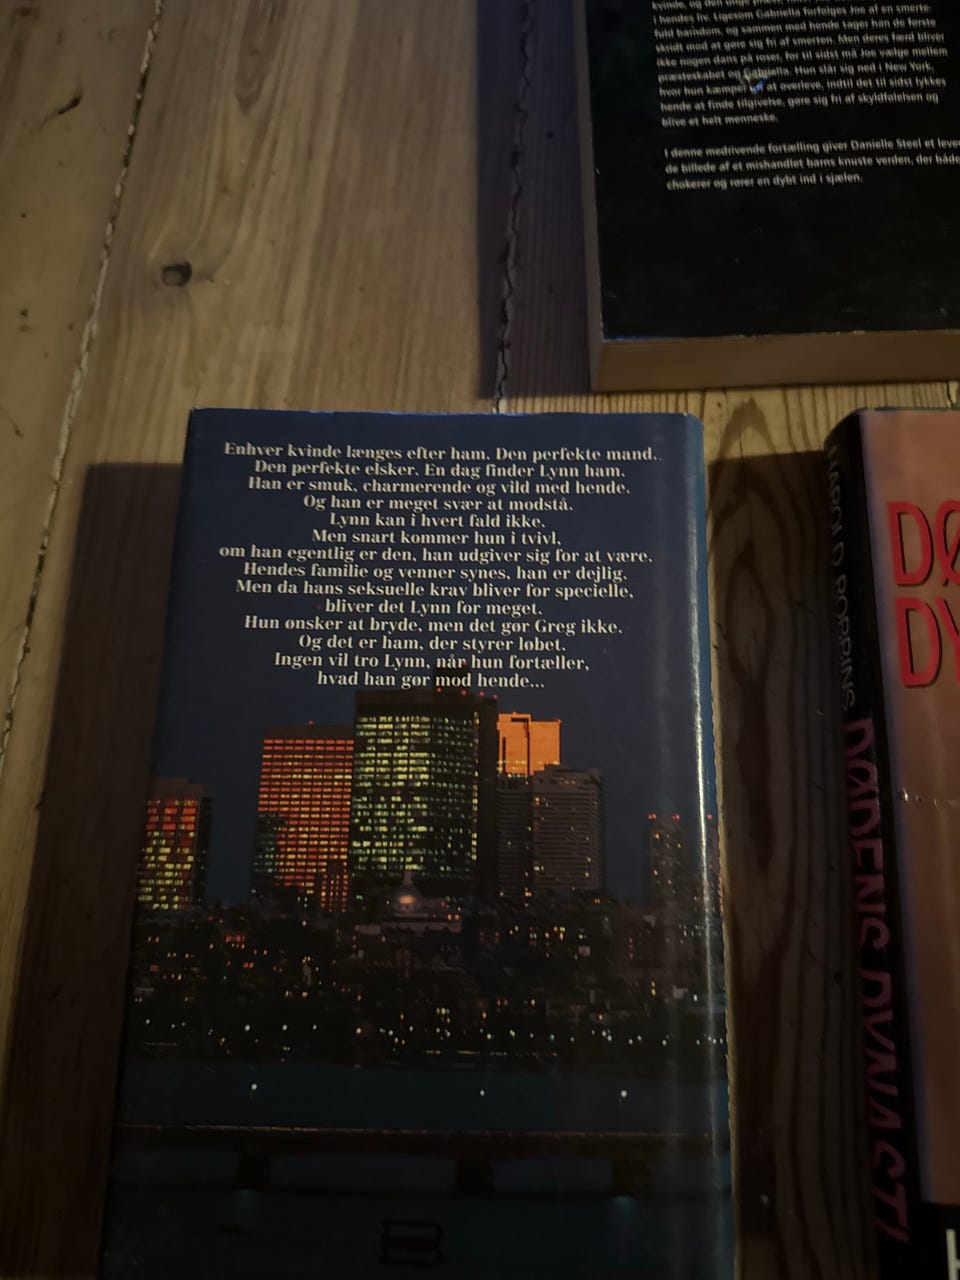 kvinde, og den unge præst,
i hendes liv. Ligesom Gabriella forfølges Joe af en smerte-
fuld barndom, og sammen med hende tager han de første
skridt mod at gøre sig fri af smerten. Men deres færd bliver
ikke nogen dans på roser, for til sidst må Joe vælge mellem
præsteskabet og Hun slår sig ned i New York,
hvor hun kæmper at overleve, indtil det til sidst lykkes
hende at finde tilgivelse, gøre sig fri af skyldfølelsen og
blive et helt menneske.
I denne medrivende fortælling giver Danielle Steel et leve
de billede af et mishandlet barns knuste verden, der både
chokerer og rører en dybt ind i sjælen.
Enhver kvinde længes efter ham. Den perfekte mand.
Den perfekte elsker. En dag finder Lynn ham.
Han er smuk, charmerende og vild med hende.
Og han er meget svær at modstå.
Lynn kan i hvert fald ikke.
Men snart kommer hun i tvivl,
om han egentlig er den, han udgiver sig for at være.
Hendes familie og venner synes, han er dejlig.
Men da hans seksuelle krav bliver for specielle,
bliver det Lynn for meget.
Hun ønsker at bryde, men det gør Greg ikke.
Og det er ham, der styrer løbet.
Ingen vil tro Lynn, når hun fortæller,
hvad han gør mod hende...
B
HAROLD ROBBINS DØDENS DYNASTI
DØ
DY
H